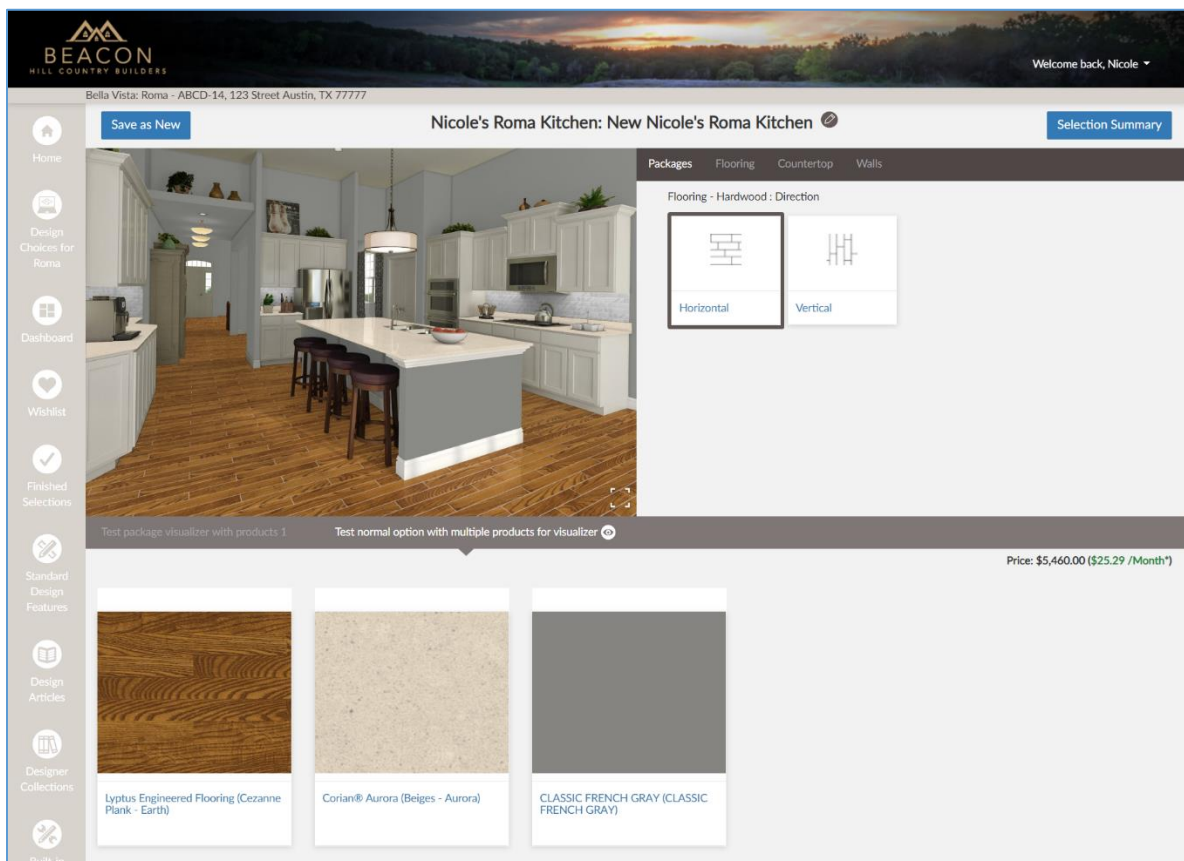 BEACON
HILL COUNTRY BUILDERS
Welcome back, Nicole
Bella Vista: Roma - ABCD-14, 123 Street Austin, TX 77777
Save as New
Nicole's Roma Kitchen: New Nicole's Roma Kitchen
Selection Summary
Home
Design
Choices for
Roma
Dashboard
Wishlist
Finished
Selections
Standard
Design
Features
Design
Articles
Designer
Collections
Built-in
Packages Flooring Countertop Walls
Flooring - Hardwood : Direction
Horizontal
Vertical
Test package visualizer with products 1
Test normal option with multiple products for visualizer
Price: $5,460.00 ($25.29 /Month*)
Lyptus Engineered Flooring (Cezanne
Plank - Earth)
Corian® Aurora (Beiges - Aurora)
CLASSIC FRENCH GRAY (CLASSIC
FRENCH GRAY)